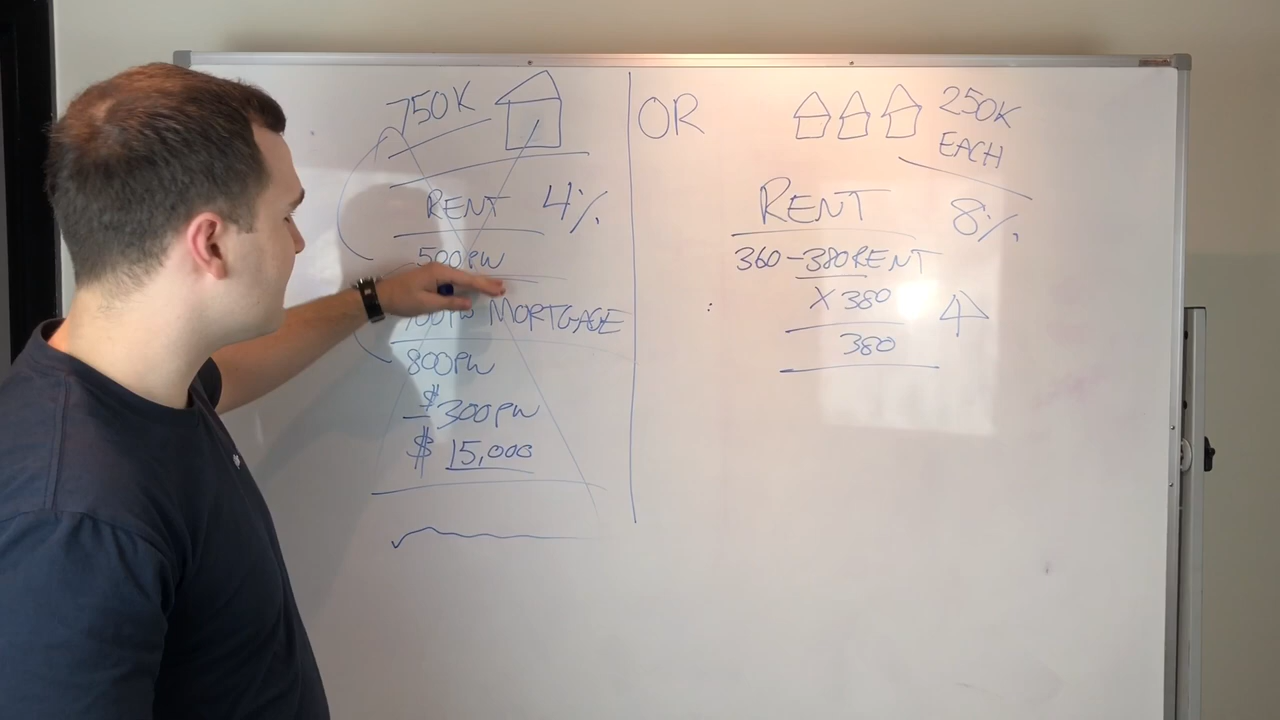 750K
RENT 4%
500PW
MORTGAGE
800PW
- $300PW
$ 15,000
OR
250K
EACH
RENT 8%
360-380 RENT
X 380
380